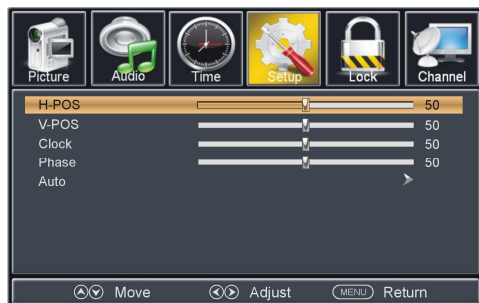 Picture Audio Time Setup Lock Channel
H-POS 50
V-POS 50
Clock 50
Phase 50
Auto
Move Adjust MENU Return